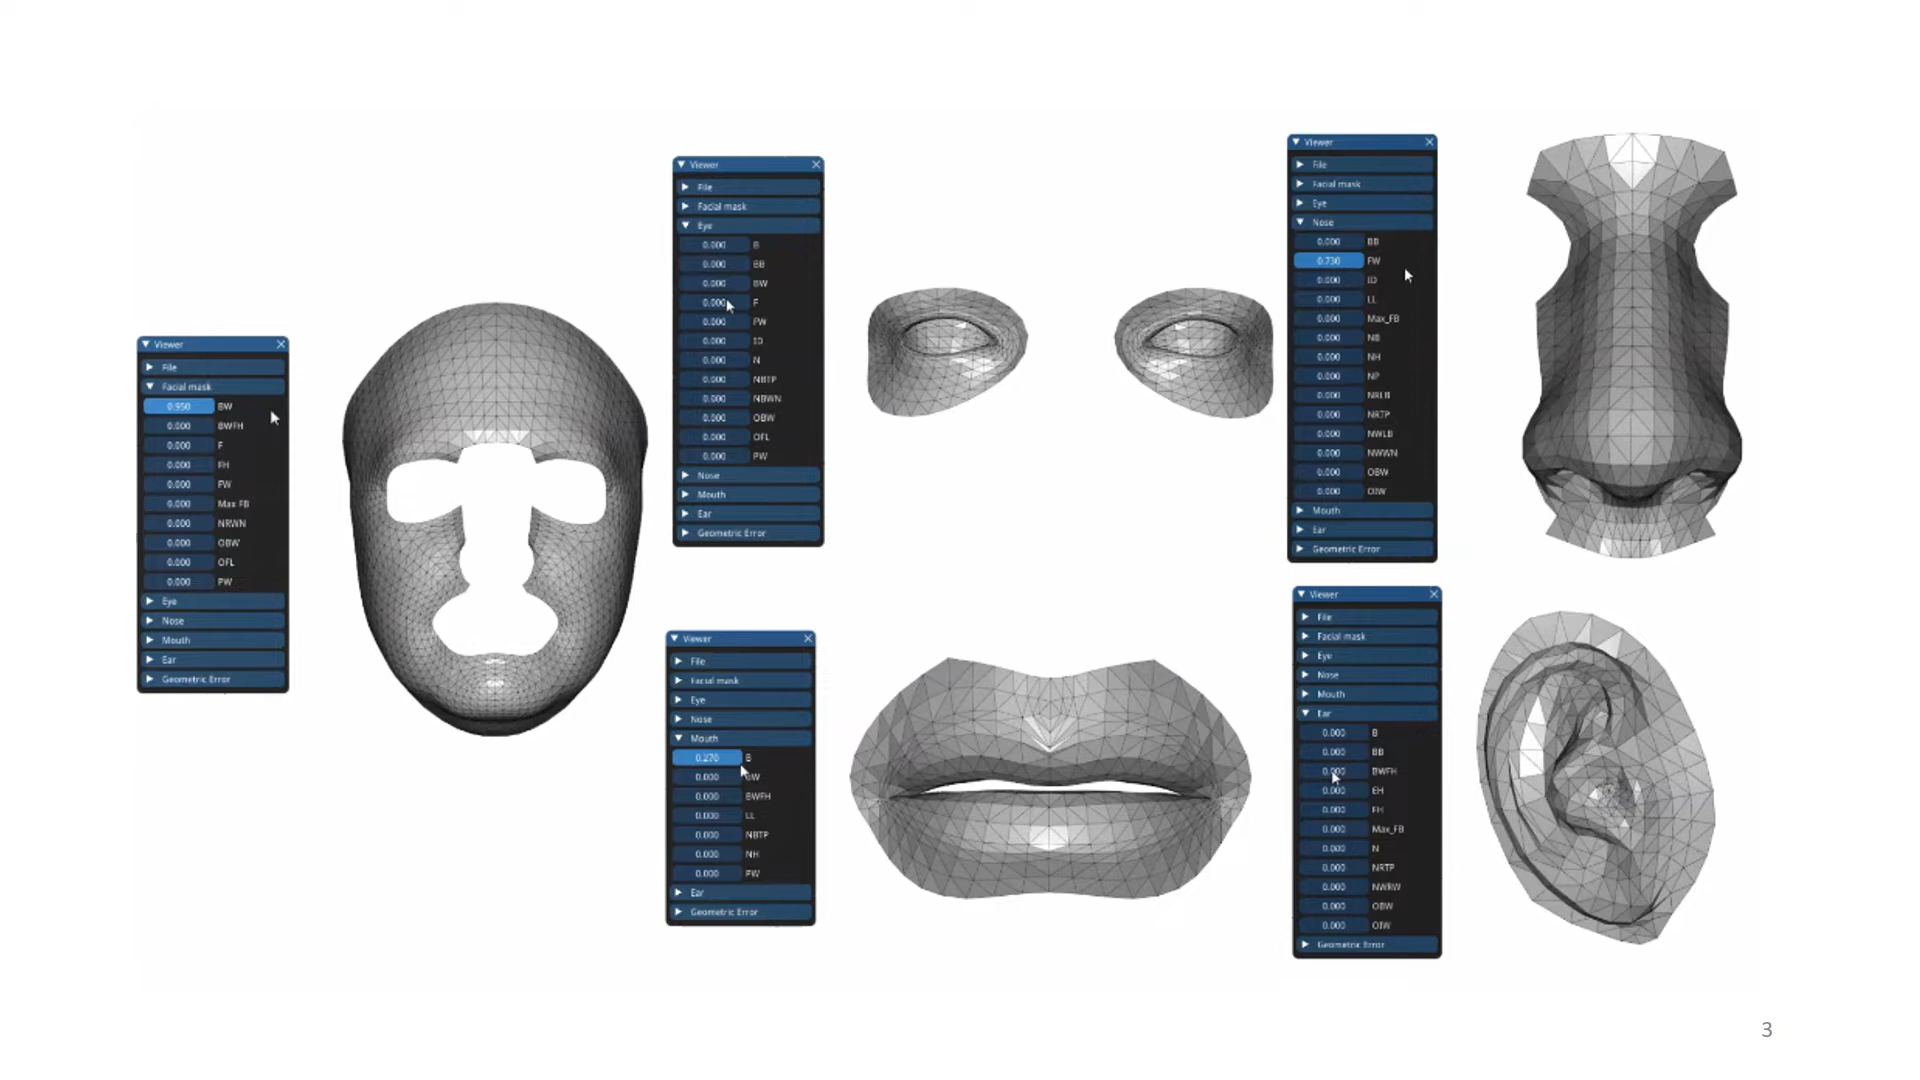 Viewer
File
Facial mask
0.950 BW
0.000 BWFH
0.000 F
0.000 FH
0.000 FW
0.000 Max FB
0.000 NRWN
0.000 OBW
0.000 OFL
0.000 PW
Eye
Nose
Mouth
Ear
Geometric Error
Viewer
File
Facial mask
Eye
0.000 B
0.000 BB
0.000 BW
0.000 F
0.000 FW
0.000 ID
0.000 N
0.000 NBTP
0.000 NBWN
0.000 OBW
0.000 OFL
0.000 PW
Nose
Mouth
Ear
Geometric Error
Viewer
File
Facial mask
Eye
Nose
Mouth
0.270 B
0.000
0.000 BWFH
0.000 LL
0.000 NBTP
0.000 NH
0.000 PW
Ear
Geometric Error
Viewer
File
Facial mask
Eye
Nose
0.000 BB
0.730 FW
0.000 ID
0.000 LL
0.000 Max_FB
0.000 NB
0.000 NH
0.000 NP
0.000 NRLB
0.000 NRTP
0.000 NWLB
0.000 NWWN
0.000 OBW
0.000 OIW
Mouth
Ear
Geometric Error
Viewer
File
Facial mask
Eye
Nose
Mouth
Ear
0.000 B
0.000 BB
0.000 BWFH
0.000 EH
0.000 FH
0.000 Max_FB
0.000 N
0.000 NRTP
0.000 NWRW
0.000 OBW
0.000 OIW
Geometric Error
3